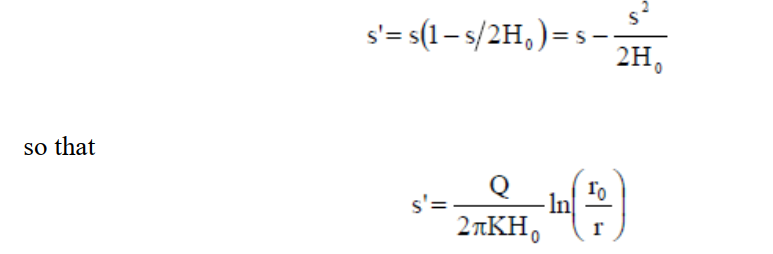 s'= s(1 – s/2H₀) = s – s²/2H₀
so that
s'= Q/2πKH₀ ln(r₀/r)